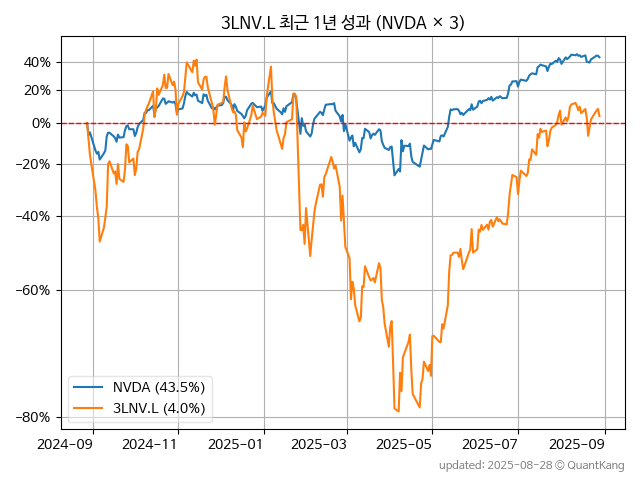 3LNV.L 최근 1년 성과 (NVDA × 3)
40%
20%
0%
−20%
−40%
−60%
−80%
NVDA (43.5%)
3LNV.L (4.0%)
2024-09 2024-11 2025-01 2025-03 2025-05 2025-07 2025-09
updated: 2025-08-28 © QuantKang